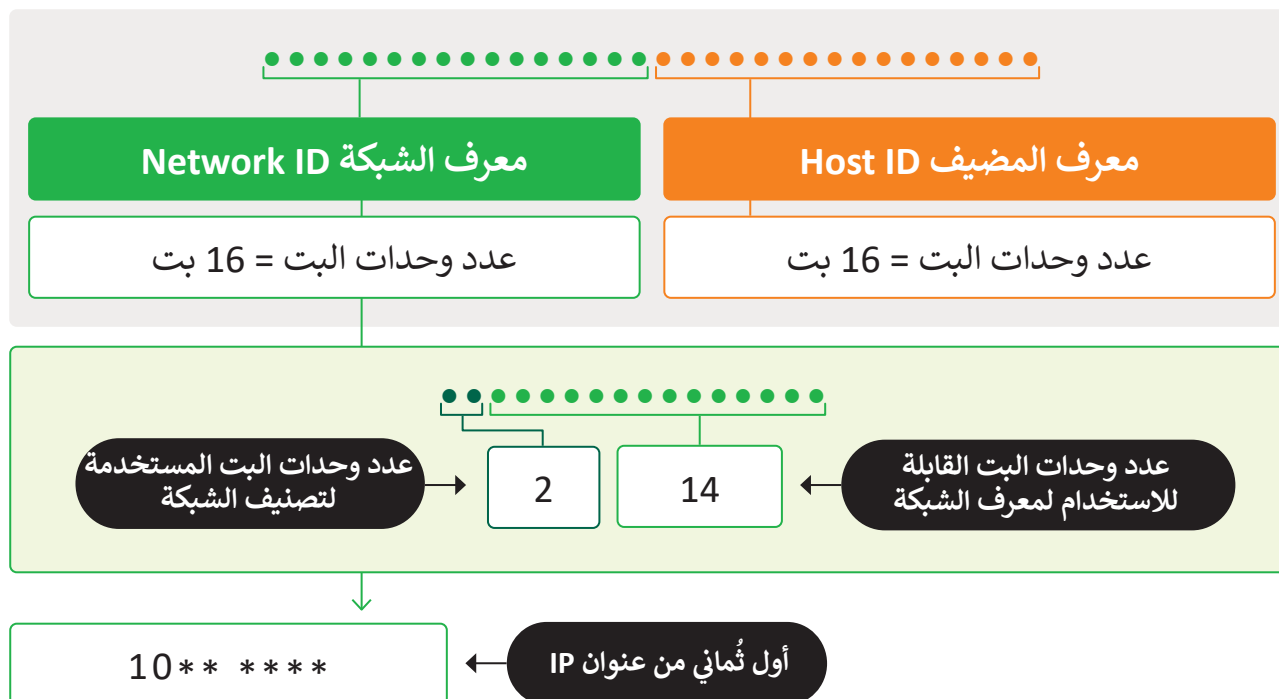 معرف الشبكة Network ID
معرف المضيف Host ID
عدد وحدات البت = 16 بت
عدد وحدات البت = 16 بت
عدد وحدات البت المستخدمة
لتصنيف الشبكة
2
14
عدد وحدات البت القابلة
للاستخدام لمعرف الشبكة
10** ****
أول ثُماني من عنوان IP